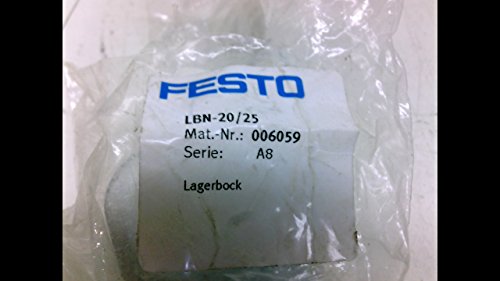 FESTO
LBN-20/25
Mat.-Nr.: 006059
Serie: A8
Lagerbock